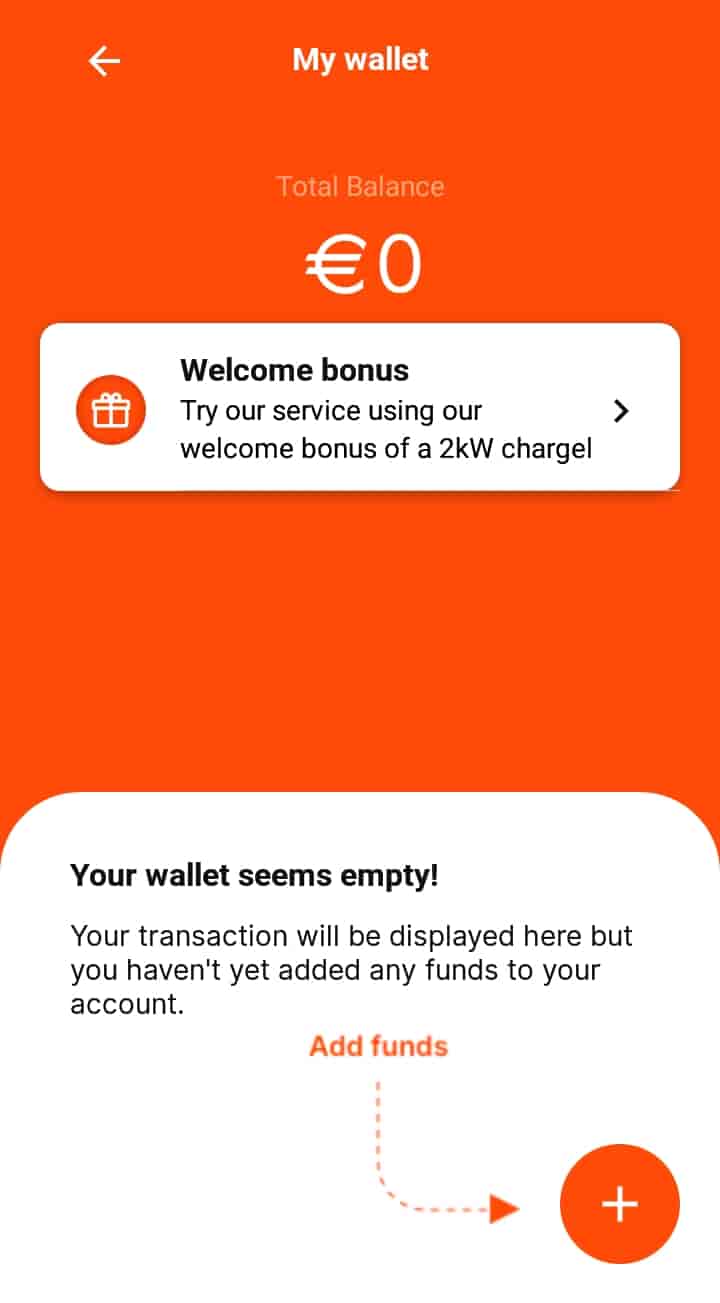 My wallet
Total Balance
€0
Welcome bonus
Try our service using our
welcome bonus of a 2kW chargel
Your wallet seems empty!
Your transaction will be displayed here but
you haven't yet added any funds to your
account.
Add funds